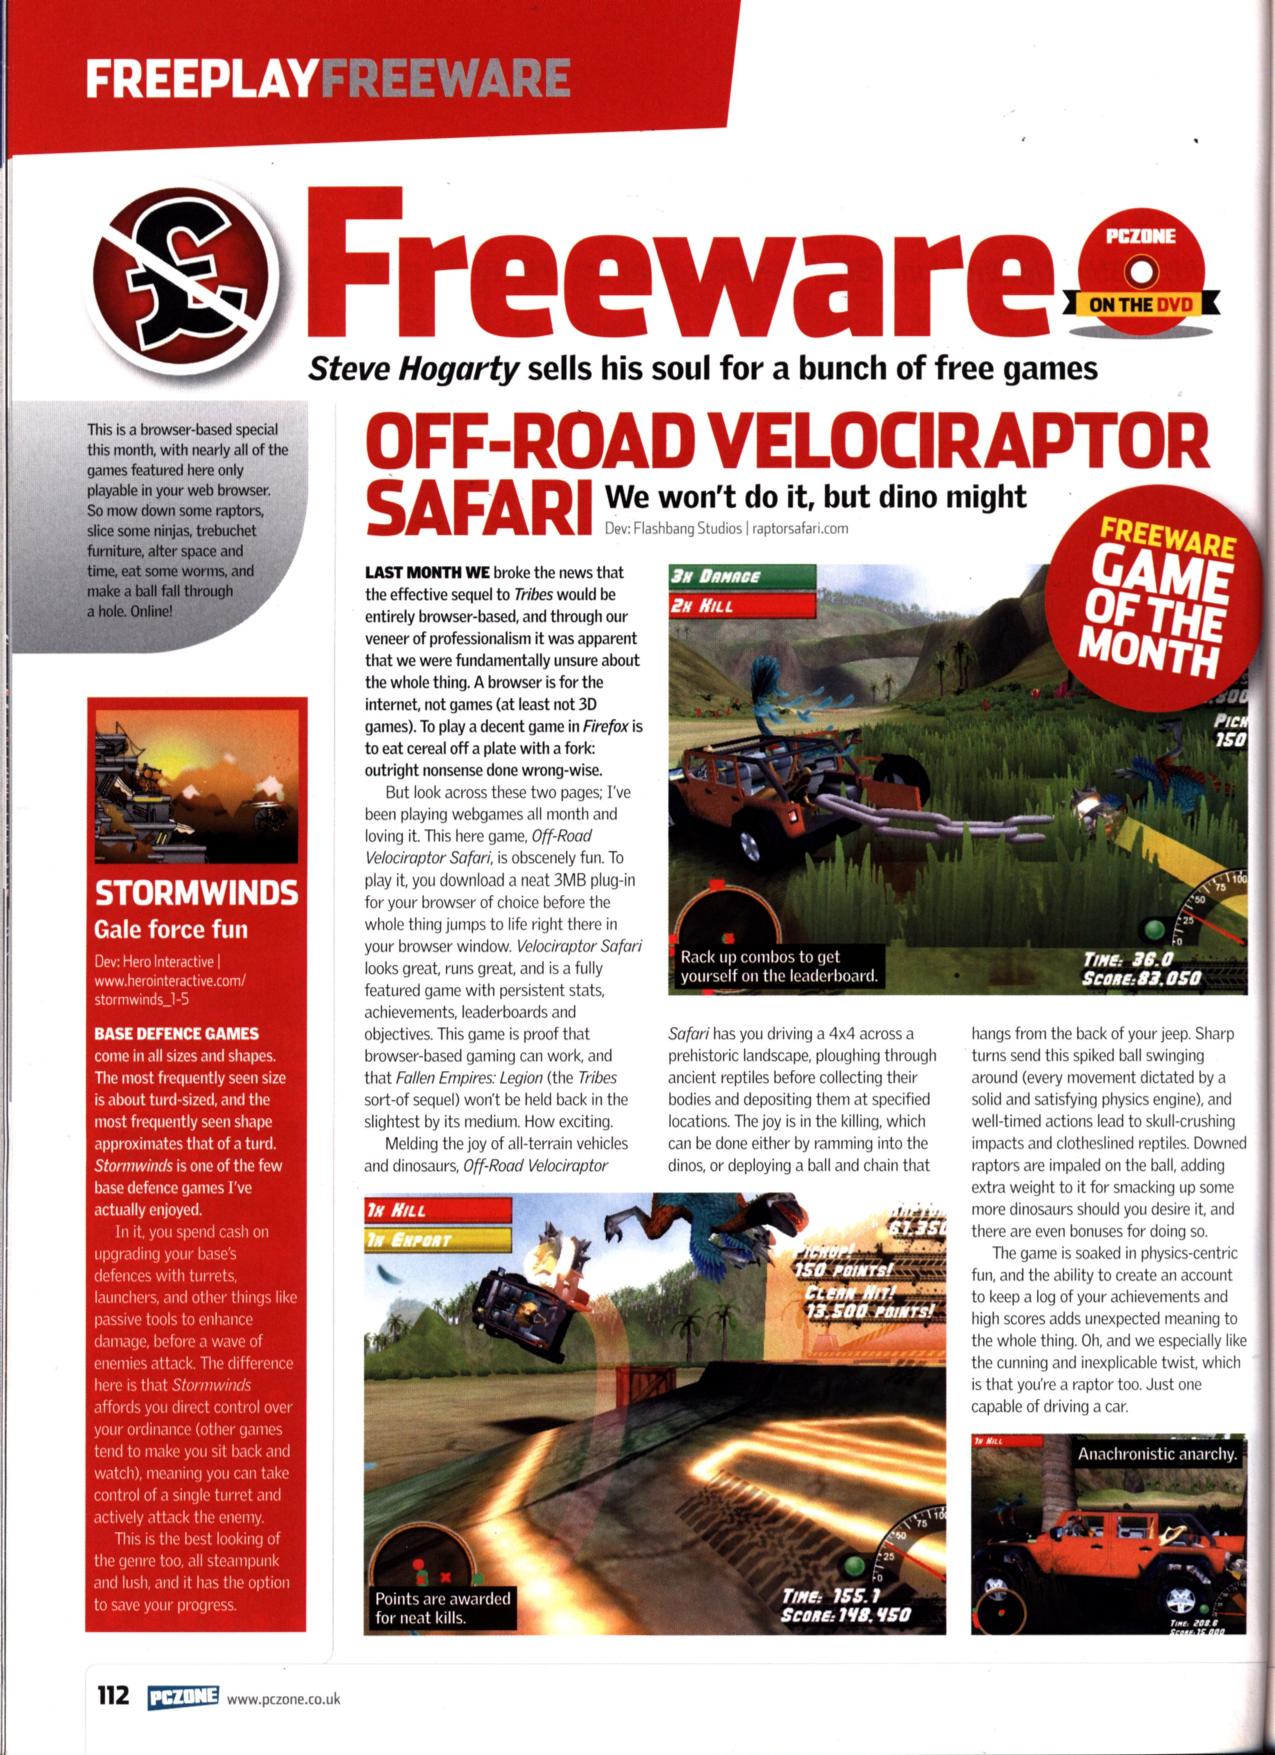 FREEPLAYFREEWARE
£
Freeware
PCZONE
ON THE DVD
Steve Hogarty sells his soul for a bunch of free games
This is a browser-based special
this month, with nearly all of the
games featured here only
playable in your web browser.
So mow down some raptors,
slice some ninjas, trebuchet
furniture, alter space and
time, eat some worms, and
make a ball fall through
a hole. Online!
STORMWINDS
Gale force fun
Dev: Hero Interactive |
www.herointeractive.com/
stormwinds_1-5
BASE DEFENCE GAMES
come in all sizes and shapes.
The most frequently seen size
is about turd-sized, and the
most frequently seen shape
approximates that of a turd.
Stormwinds is one of the few
base defence games I've
actually enjoyed.
In it, you spend cash on
upgrading your base's
defences with turrets,
launchers, and other things like
passive tools to enhance
damage, before a wave of
enemies attack. The difference
here is that Stormwinds
affords you direct control over
your ordinance (other games
tend to make you sit back and
watch), meaning you can take
control of a single turret and
actively attack the enemy.
This is the best looking of
the genre too, all steampunk
and lush, and it has the option
to save your progress.
OFF-ROAD VELOCIRAPTOR
SAFARI We won't do it, but dino might
Dev: Flashbang Studios | raptorsafari.com
FREEWARE
GAME
OF THE
MONTH
LAST MONTH WE broke the news that
the effective sequel to Tribes would be
entirely browser-based, and through our
veneer of professionalism it was apparent
that we were fundamentally unsure about
the whole thing. A browser is for the
internet, not games (at least not 3D
games). To play a decent game in Firefox is
to eat cereal off a plate with a fork:
outright nonsense done wrong-wise.
But look across these two pages; I've
been playing webgames all month and
loving it. This here game, Off-Road
Velociraptor Safari, is obscenely fun. To
play it, you download a neat 3MB plug-in
for your browser of choice before the
whole thing jumps to life right there in
your browser window. Velociraptor Safari
looks great, runs great, and is a fully
featured game with persistent stats,
achievements, leaderboards and
objectives. This game is proof that
browser-based gaming can work, and
that Fallen Empires: Legion (the Tribes
sort-of sequel) won't be held back in the
slightest by its medium. How exciting.
Melding the joy of all-terrain vehicles
and dinosaurs, Off-Road Velociraptor
3x DAMAGE
2x KILL
PICK
150
100
75
50
25
0
TIME: 36.0
SCORE:83,050
Rack up combos to get
yourself on the leaderboard.
Safari has you driving a 4x4 across a
prehistoric landscape, ploughing through
ancient reptiles before collecting their
bodies and depositing them at specified
locations. The joy is in the killing, which
can be done either by ramming into the
dinos, or deploying a ball and chain that
hangs from the back of your jeep. Sharp
turns send this spiked ball swinging
around (every movement dictated by a
solid and satisfying physics engine), and
well-timed actions lead to skull-crushing
impacts and clotheslined reptiles. Downed
raptors are impaled on the ball, adding
extra weight to it for smacking up some
more dinosaurs should you desire it, and
there are even bonuses for doing so.
The game is soaked in physics-centric
fun, and the ability to create an account
to keep a log of your achievements and
high scores adds unexpected meaning to
the whole thing. Oh, and we especially like
the cunning and inexplicable twist, which
is that you're a raptor too. Just one
capable of driving a car.
1x KILL
1x EXPORT
61,350
PICKUP!
150 POINTS!
CLEAN HIT!
13,500 POINTS!
100
75
50
25
0
TIME: 155.1
SCORE:148,450
Points are awarded
for neat kills.
1x KILL
Anachronistic anarchy.
TIME: 208.6
SCORE:15,000
112 PCZONE www.pczone.co.uk